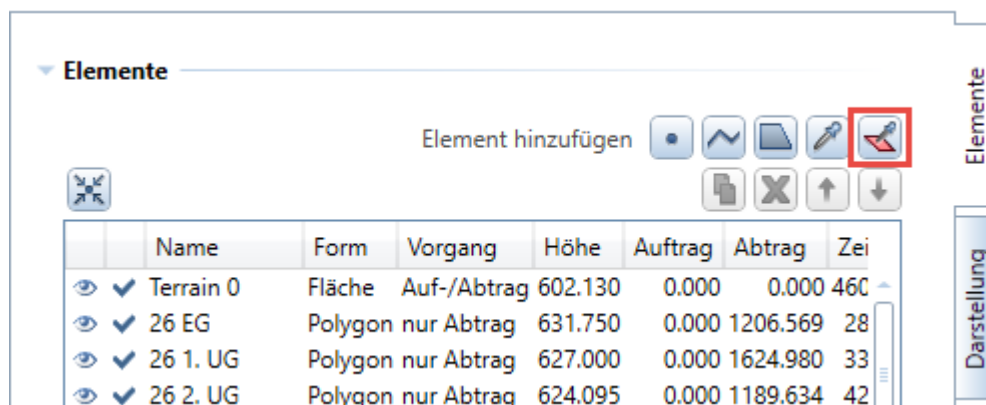 Elemente
Element hinzufügen
Name Form Vorgang Höhe Auftrag Abtrag Zei
Terrain 0 Fläche Auf-/Abtrag 602.130 0.000 0.000 460
26 EG Polygon nur Abtrag 631.750 0.000 1206.569 28
26 1. UG Polygon nur Abtrag 627.000 0.000 1624.980 33
26 2. UG Polygon nur Abtrag 624.095 0.000 1189.634 42
Elemente
Darstellung